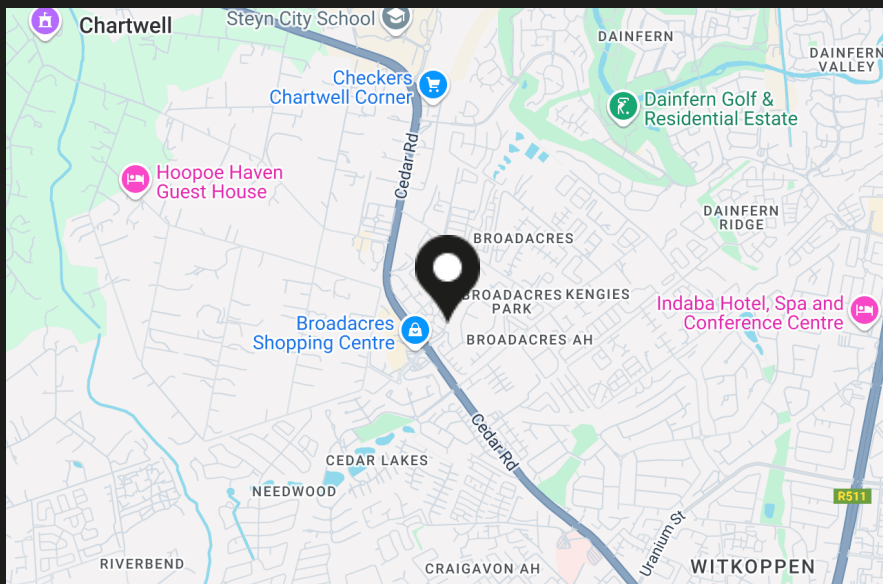 Chartwell
Steyn City School
DAINFERN
DAINFERN
VALLEY
Checkers
Chartwell Corner
Dainfern Golf &
Residential Estate
Cedar Rd
Hoopoe Haven
Guest House
DAINFERN
RIDGE
BROADACRES
BROADACRES
PARK
KENGIES
Indaba Hotel, Spa and
Conference Centre
Broadacres
Shopping Centre
BROADACRES AH
Cedar Rd
CEDAR LAKES
NEEDWOOD
R511
Uranium St
RIVERBEND
CRAIGAVON AH
WITKOPPEN